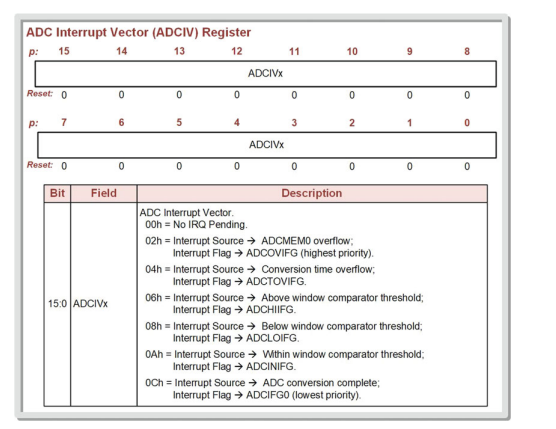 ADC Interrupt Vector (ADCIV) Register
p: 15 14 13 12 11 10 9 8
ADCIVx
Reset: 0 0 0 0 0 0 0 0
p: 7 6 5 4 3 2 1 0
ADCIVx
Reset: 0 0 0 0 0 0 0 0
Bit Field Description
ADC Interrupt Vector.
00h = No IRQ Pending.
02h = Interrupt Source → ADCMEM0 overflow;
Interrupt Flag → ADCOVIFG (highest priority).
04h = Interrupt Source → Conversion time overflow;
Interrupt Flag → ADCTOVIFG.
06h = Interrupt Source → Above window comparator threshold;
Interrupt Flag → ADCHIIFG.
15:0 ADCIVx
08h = Interrupt Source → Below window comparator threshold;
Interrupt Flag → ADCLOIFG.
0Ah = Interrupt Source → Within window comparator threshold;
Interrupt Flag → ADCINIFG.
0Ch = Interrupt Source → ADC conversion complete;
Interrupt Flag → ADCIFG0 (lowest priority).